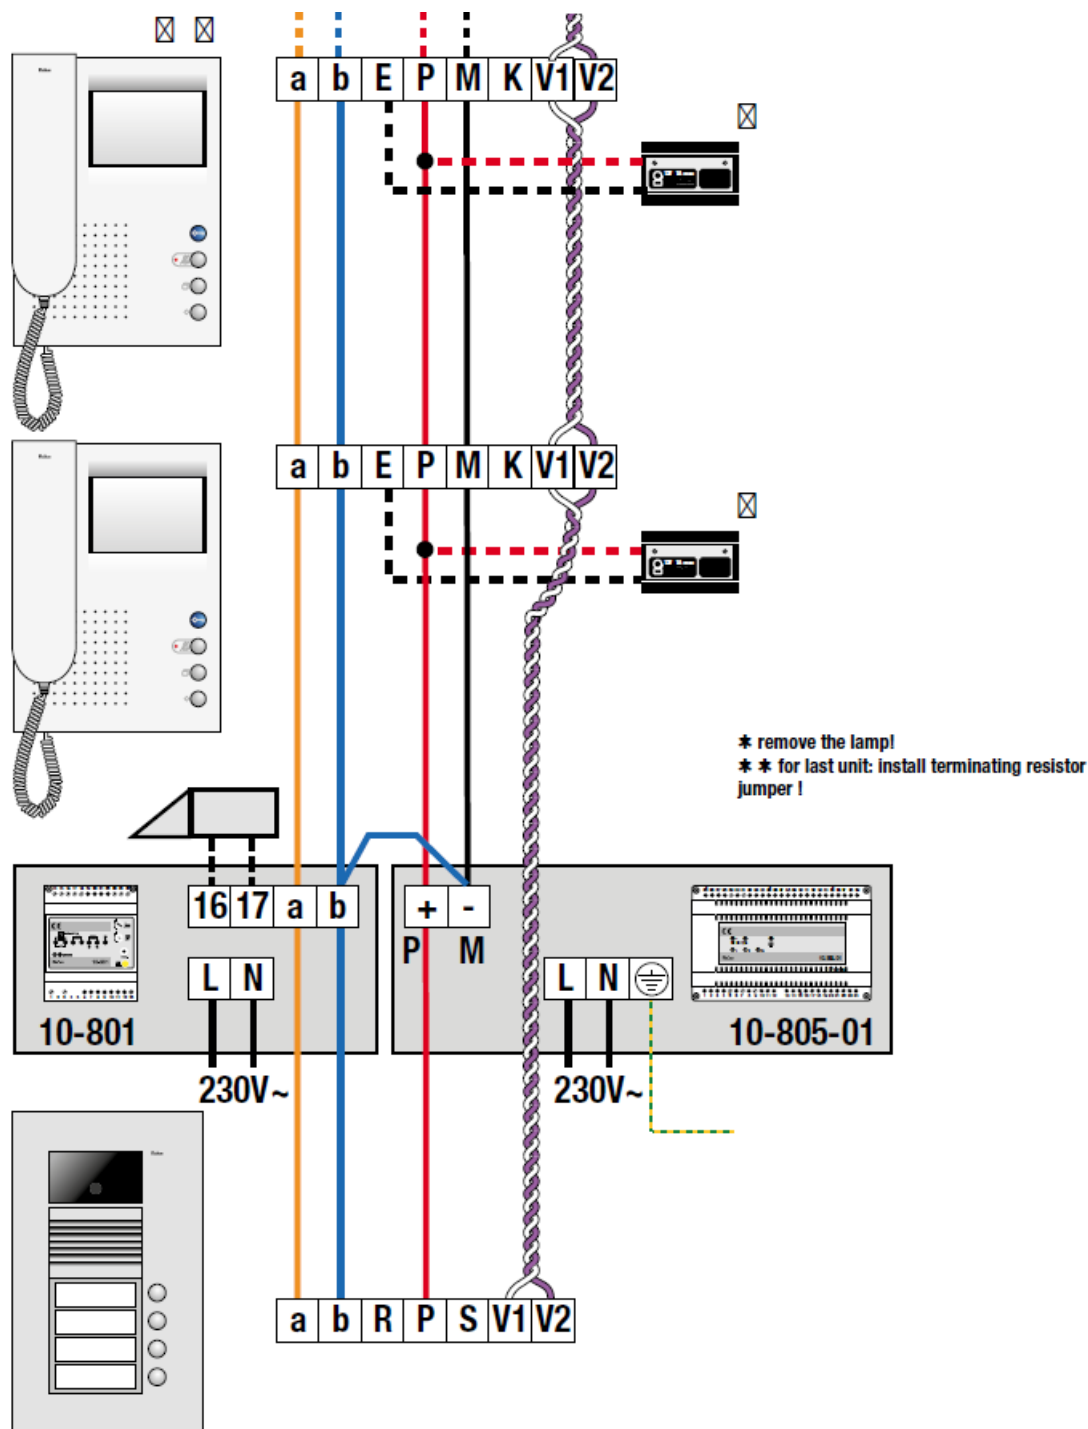 a b E P M K V1 V2
a b E P M K V1 V2
✱ remove the lamp!
✱ ✱ for last unit: install terminating resistor
jumper !
16 17 a b
+ -
P M
L N
L N
10-801
10-805-01
230V~
230V~
a b R P S V1 V2